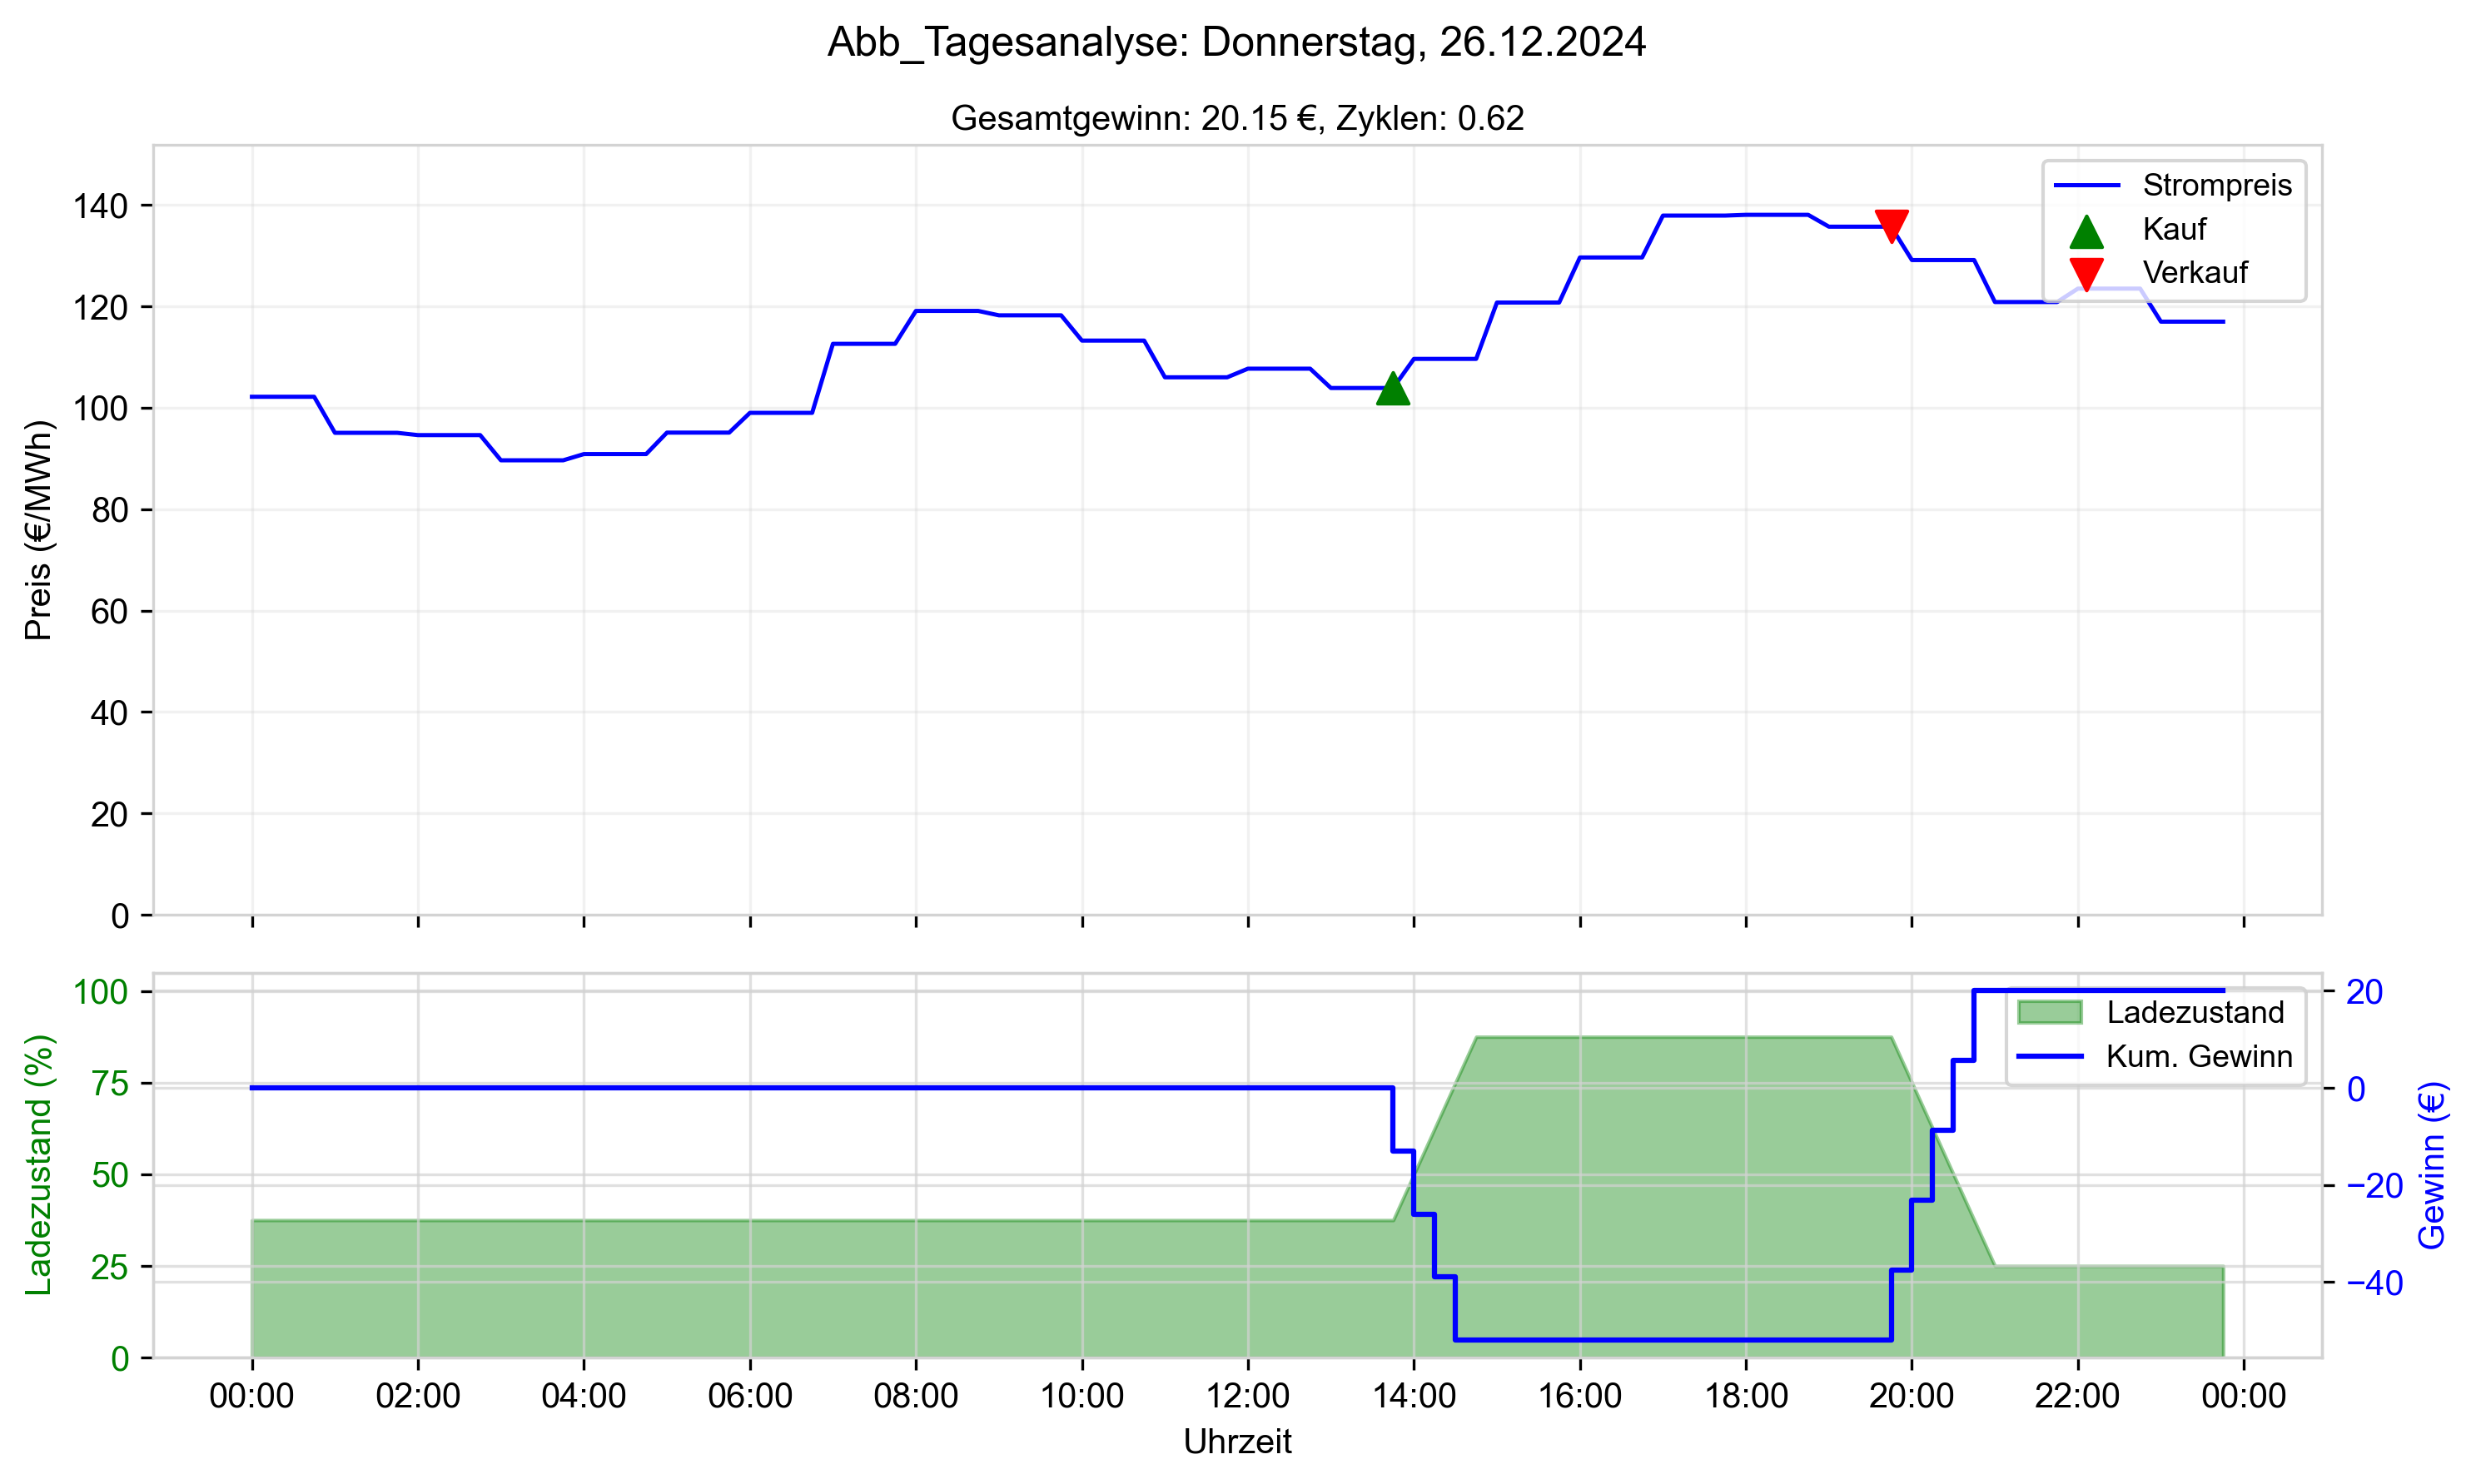 Abb_Tagesanalyse: Donnerstag, 26.12.2024
Gesamtgewinn: 20.15 €, Zyklen: 0.62
Strompreis
Kauf
Verkauf
Preis (€/MWh)
140
120
100
80
60
40
20
0
Ladezustand (%)
100
75
50
25
0
Ladezustand
Kum. Gewinn
20
0
−20
−40
Gewinn (€)
00:00 02:00 04:00 06:00 08:00 10:00 12:00 14:00 16:00 18:00 20:00 22:00 00:00
Uhrzeit